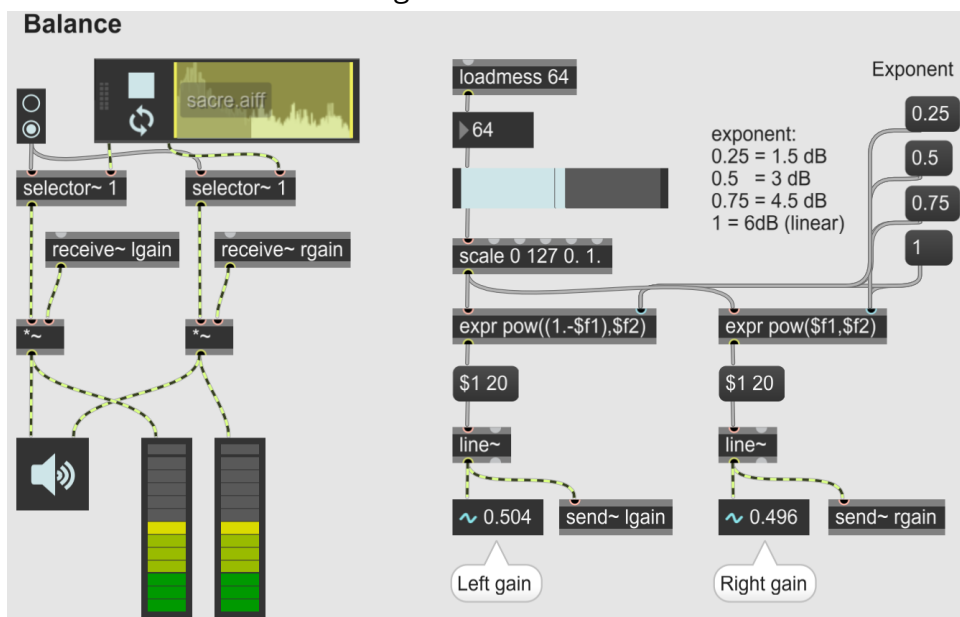 Balance
sacre.aiff
selector~ 1
selector~ 1
receive~ lgain
receive~ rgain
*~
*~
loadmess 64
64
scale 0 127 0. 1.
exponent:
0.25 = 1.5 dB
0.5 = 3 dB
0.75 = 4.5 dB
1 = 6dB (linear)
Exponent
0.25
0.5
0.75
1
expr pow((1.-$f1),$f2)
expr pow($f1,$f2)
$1 20
$1 20
line~
line~
0.504
send~ lgain
0.496
send~ rgain
Left gain
Right gain